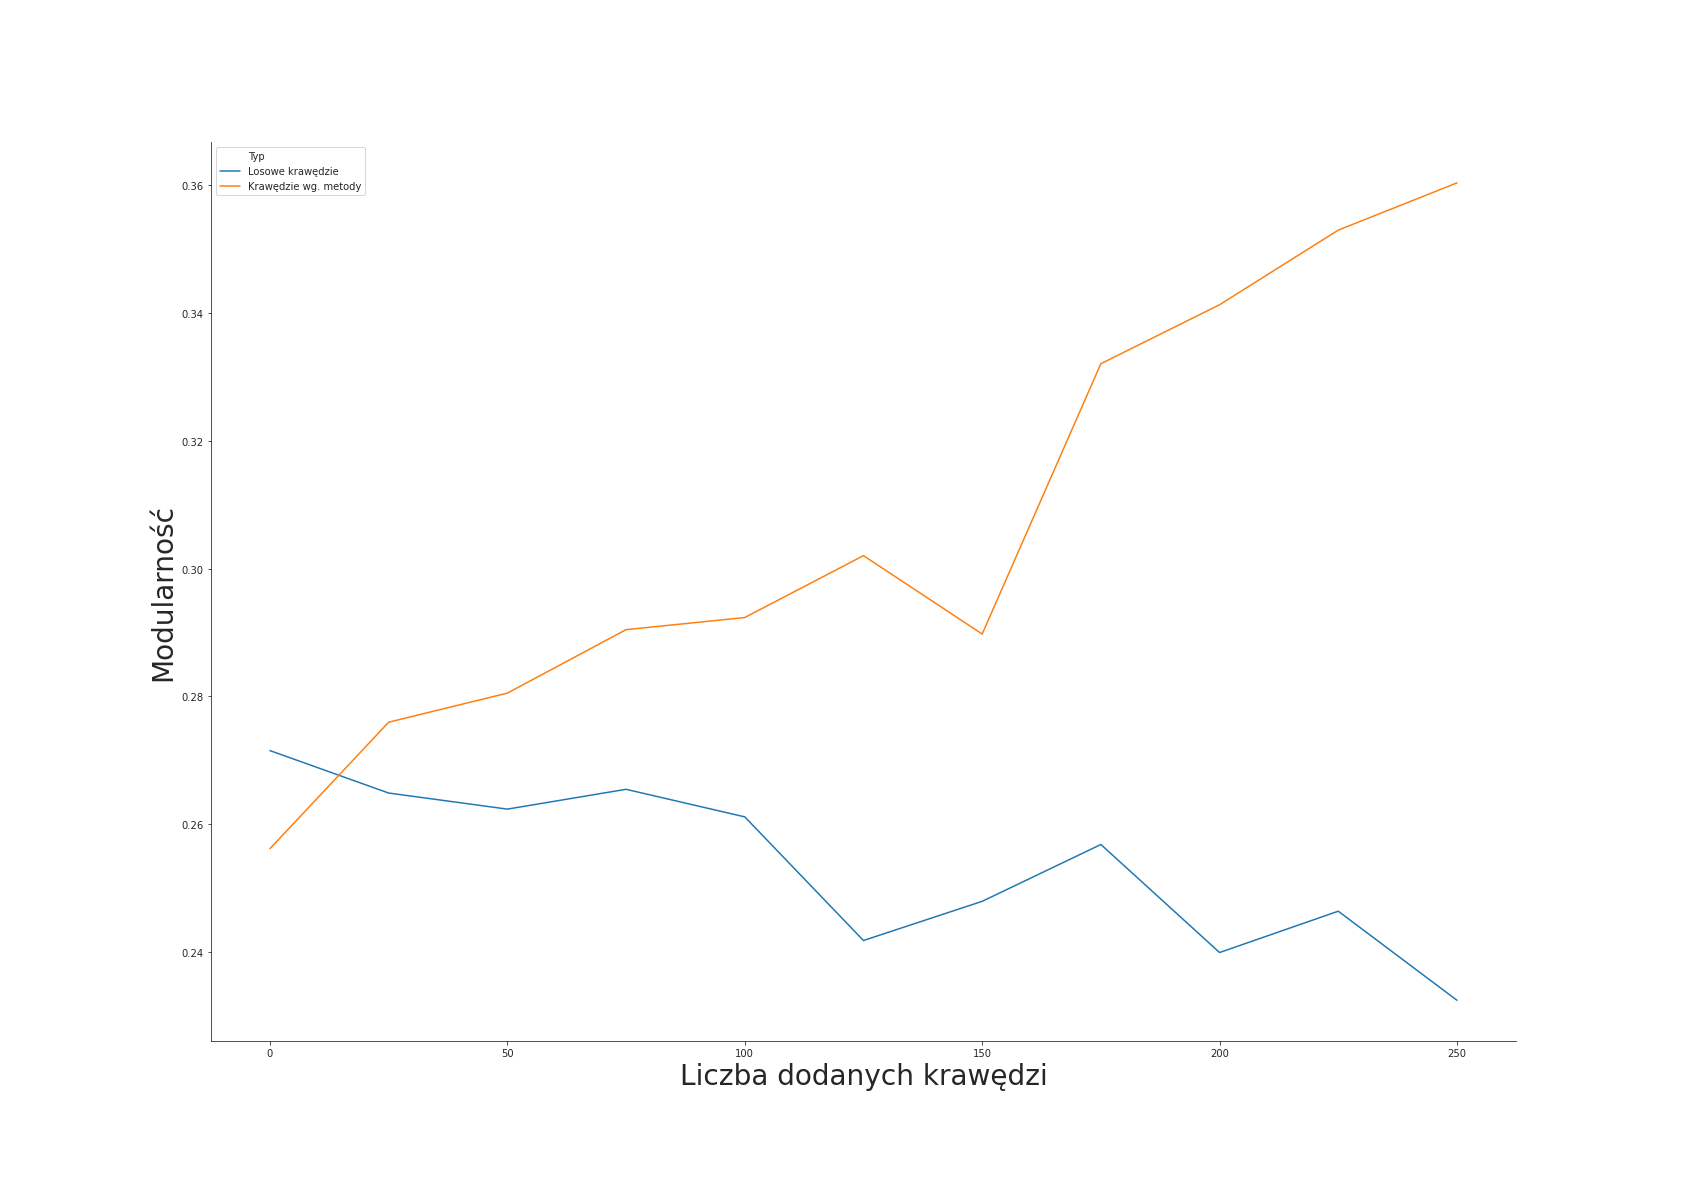 Typ
Losowe krawędzie
Krawędzie wg. metody
0.36
0.34
0.32
0.30
0.28
0.26
0.24
Modularność
0 50 100 150 200 250
Liczba dodanych krawędzi